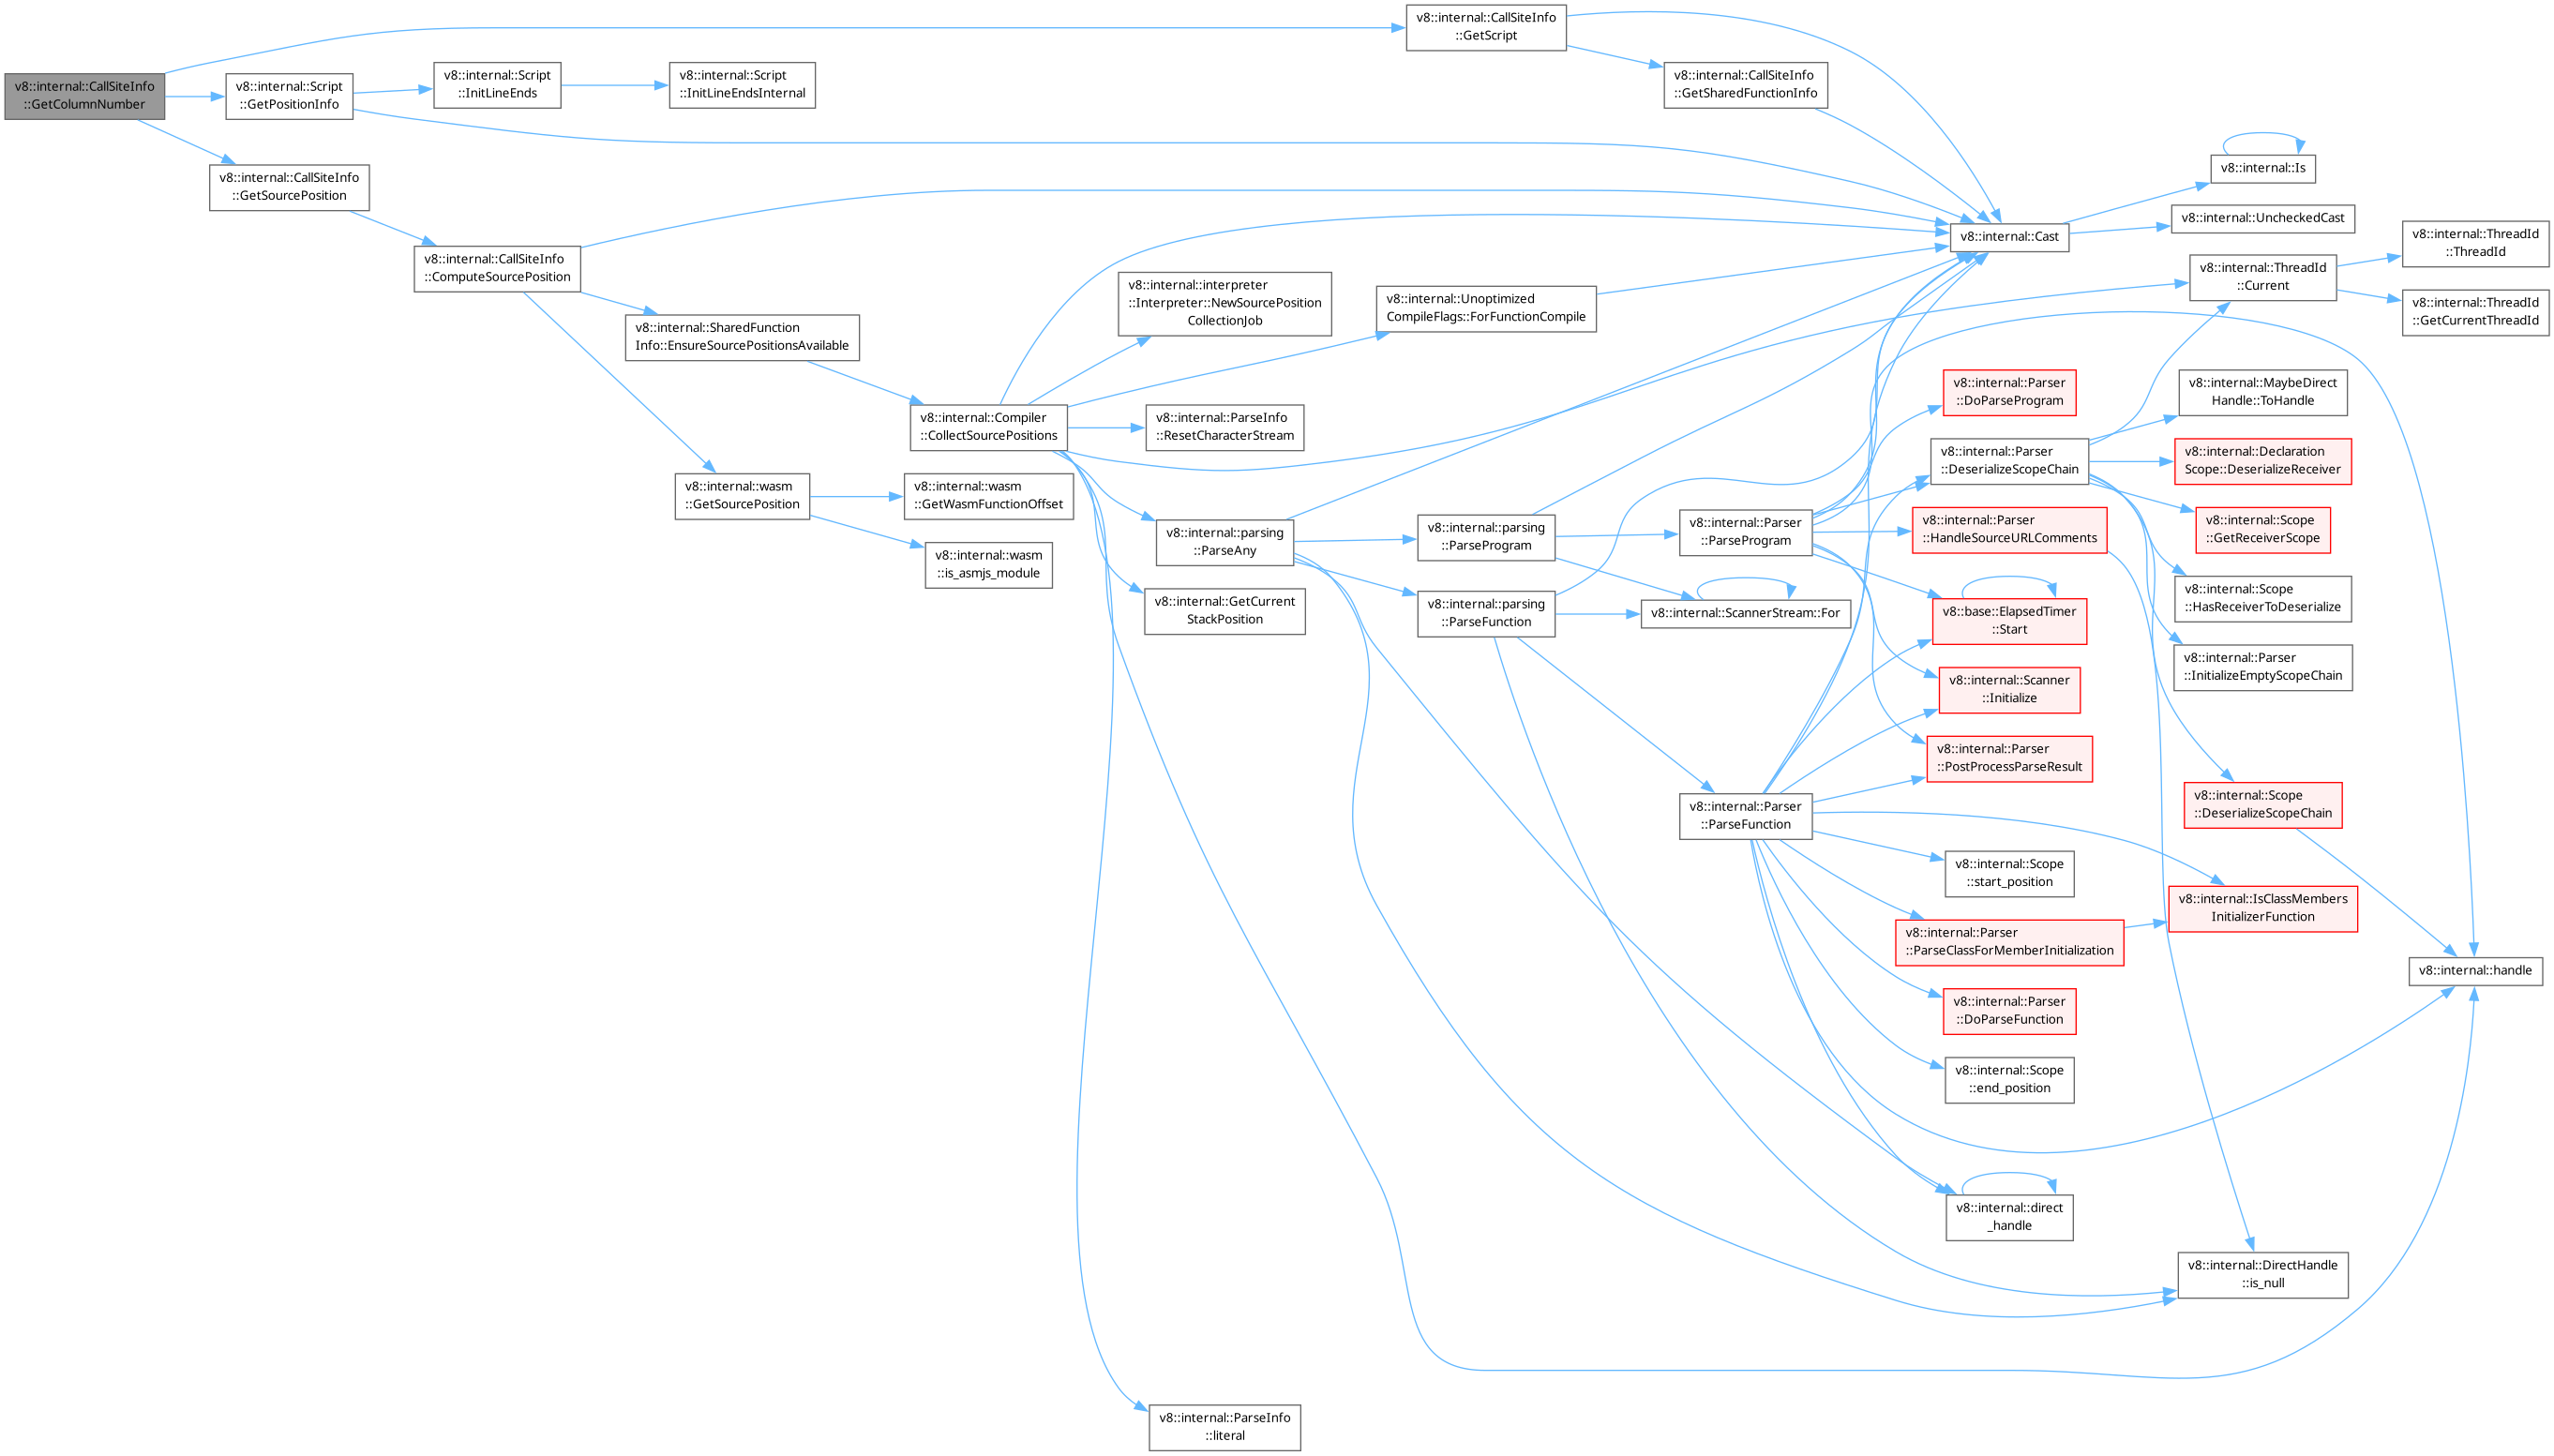 v8::internal::CallSiteInfo
::GetColumnNumber
v8::internal::Script
::GetPositionInfo
v8::internal::CallSiteInfo
::GetSourcePosition
v8::internal::Script
::InitLineEnds
v8::internal::Script
::InitLineEndsInternal
v8::internal::CallSiteInfo
::ComputeSourcePosition
v8::internal::SharedFunction
Info::EnsureSourcePositionsAvailable
v8::internal::wasm
::GetSourcePosition
v8::internal::wasm
::GetWasmFunctionOffset
v8::internal::wasm
::is_asmjs_module
v8::internal::Compiler
::CollectSourcePositions
v8::internal::interpreter
::Interpreter::NewSourcePosition
CollectionJob
v8::internal::ParseInfo
::ResetCharacterStream
v8::internal::parsing
::ParseAny
v8::internal::GetCurrent
StackPosition
v8::internal::ParseInfo
::literal
v8::internal::CallSiteInfo
::GetScript
v8::internal::CallSiteInfo
::GetSharedFunctionInfo
v8::internal::Unoptimized
CompileFlags::ForFunctionCompile
v8::internal::parsing
::ParseProgram
v8::internal::parsing
::ParseFunction
v8::internal::Parser
::ParseProgram
v8::internal::ScannerStream::For
v8::internal::Parser
::ParseFunction
v8::internal::Cast
v8::internal::Parser
::DoParseProgram
v8::internal::Parser
::DeserializeScopeChain
v8::internal::Parser
::HandleSourceURLComments
v8::base::ElapsedTimer
::Start
v8::internal::Scanner
::Initialize
v8::internal::Parser
::PostProcessParseResult
v8::internal::Scope
::start_position
v8::internal::Parser
::ParseClassForMemberInitialization
v8::internal::Parser
::DoParseFunction
v8::internal::Scope
::end_position
v8::internal::direct
_handle
v8::internal::Is
v8::internal::UncheckedCast
v8::internal::ThreadId
::Current
v8::internal::ThreadId
::ThreadId
v8::internal::ThreadId
::GetCurrentThreadId
v8::internal::MaybeDirect
Handle::ToHandle
v8::internal::Declaration
Scope::DeserializeReceiver
v8::internal::Scope
::GetReceiverScope
v8::internal::Scope
::HasReceiverToDeserialize
v8::internal::Parser
::InitializeEmptyScopeChain
v8::internal::Scope
::DeserializeScopeChain
v8::internal::IsClassMembers
InitializerFunction
v8::internal::handle
v8::internal::DirectHandle
::is_null